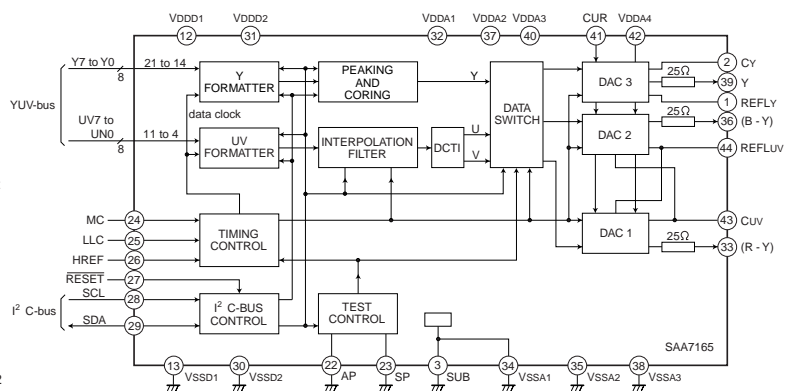 VDDD1 VDDD2 VDDA1 VDDA2 VDDA3 CUR VDDA4
12 31 32 37 40 41 42
Y7 to Y0
8
21 to 14
Y
FORMATTER
PEAKING
AND
CORING
Y
DATA
SWITCH
DAC 3
2 CY
25Ω
39 Y
1 REFLY
YUV-bus
data clock
UV7 to
UN0
8
11 to 4
UV
FORMATTER
INTERPOLATION
FILTER
DCTI
U
V
DAC 2
25Ω
36 (B - Y)
44 REFLUV
MC 24
LLC 25
HREF 26
TIMING
CONTROL
DAC 1
43 CUV
25Ω
33 (R - Y)
RESET 27
I² C-bus
SCL 28
SDA 29
I² C-BUS
CONTROL
TEST
CONTROL
SAA7165
13 VSSD1
30 VSSD2
22 AP
23 SP
3 SUB
34 VSSA1
35 VSSA2
38 VSSA3
2